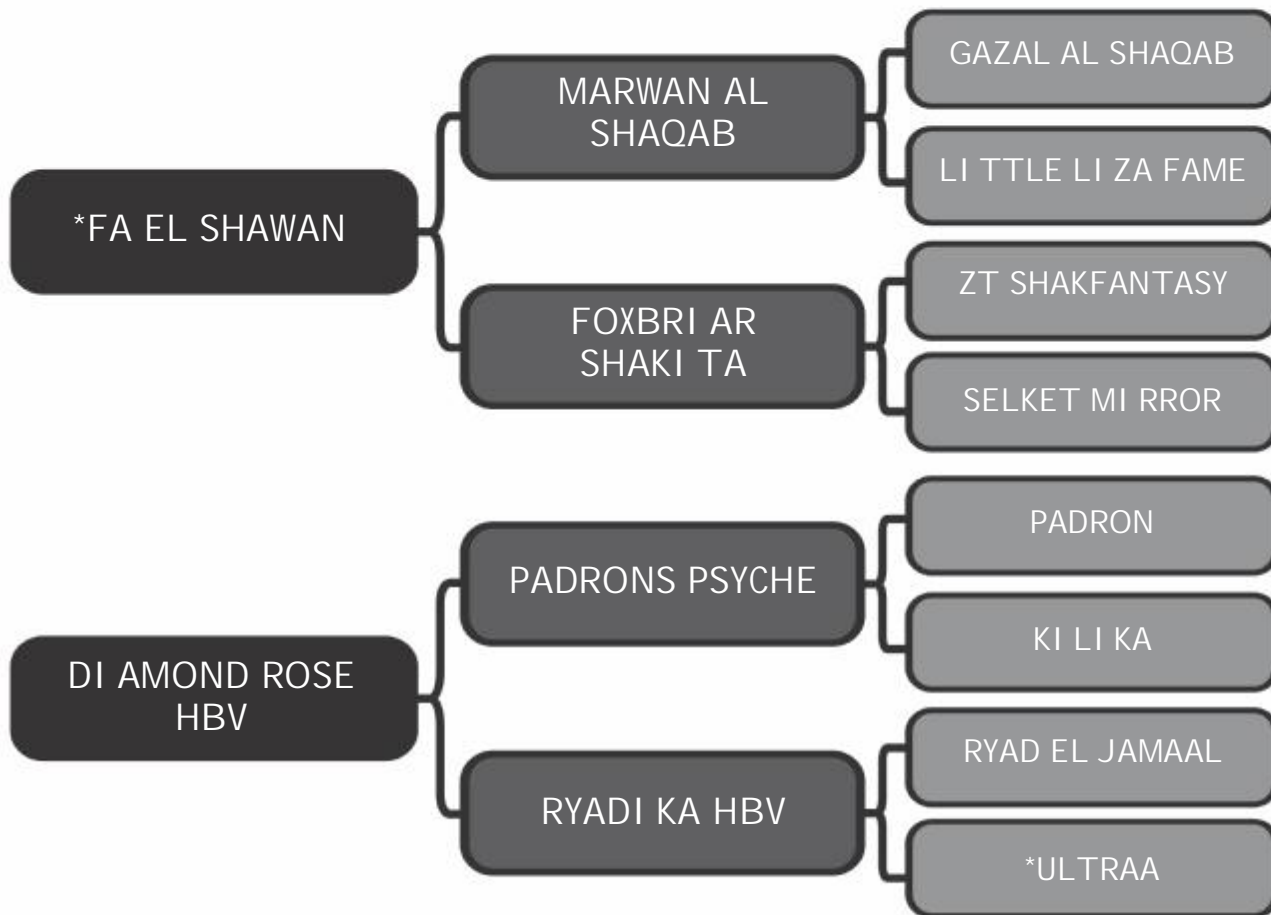 *FA EL SHAWAN
MARWAN AL
SHAQAB
GAZAL AL SHAQAB
LI TTLE LI ZA FAME
FOXBRI AR
SHAKI TA
ZT SHAKFANTASY
SELKET MI RROR
DI AMOND ROSE
HBV
PADRONS PSYCHE
PADRON
KI LI KA
RYADI KA HBV
RYAD EL JAMAAL
*ULTRAA